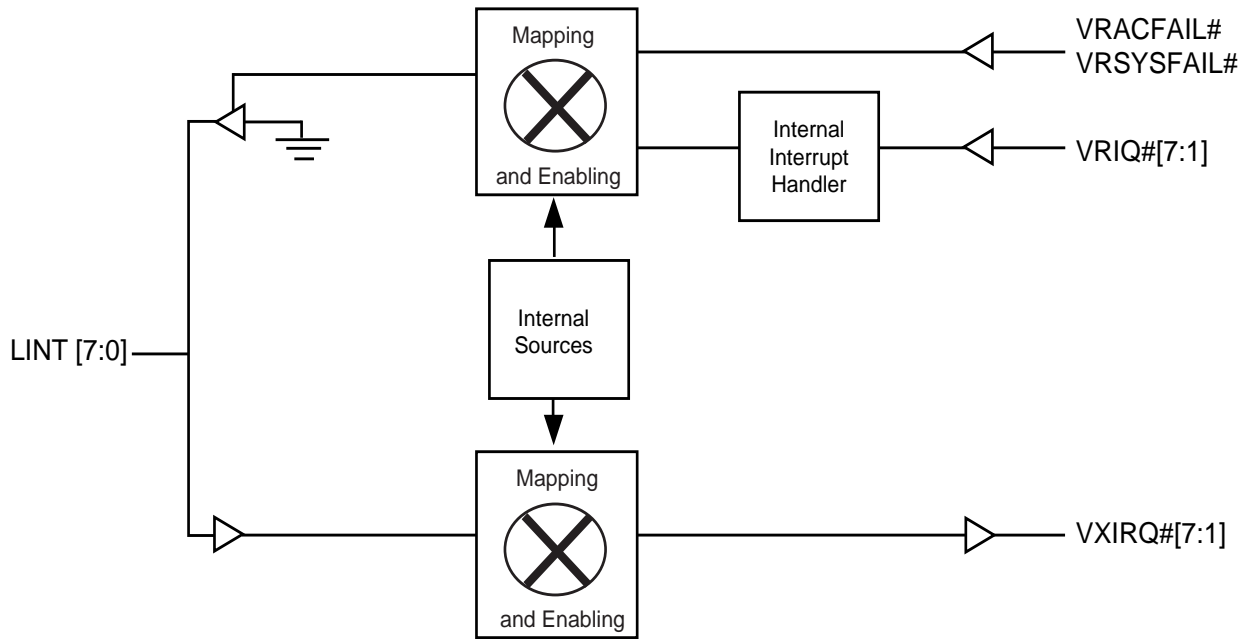 Mapping
and Enabling
VRACFAIL#
VRSYSFAIL#
Internal
Interrupt
Handler
VRIQ#[7:1]
Internal
Sources
LINT [7:0]
Mapping
and Enabling
VXIRQ#[7:1]